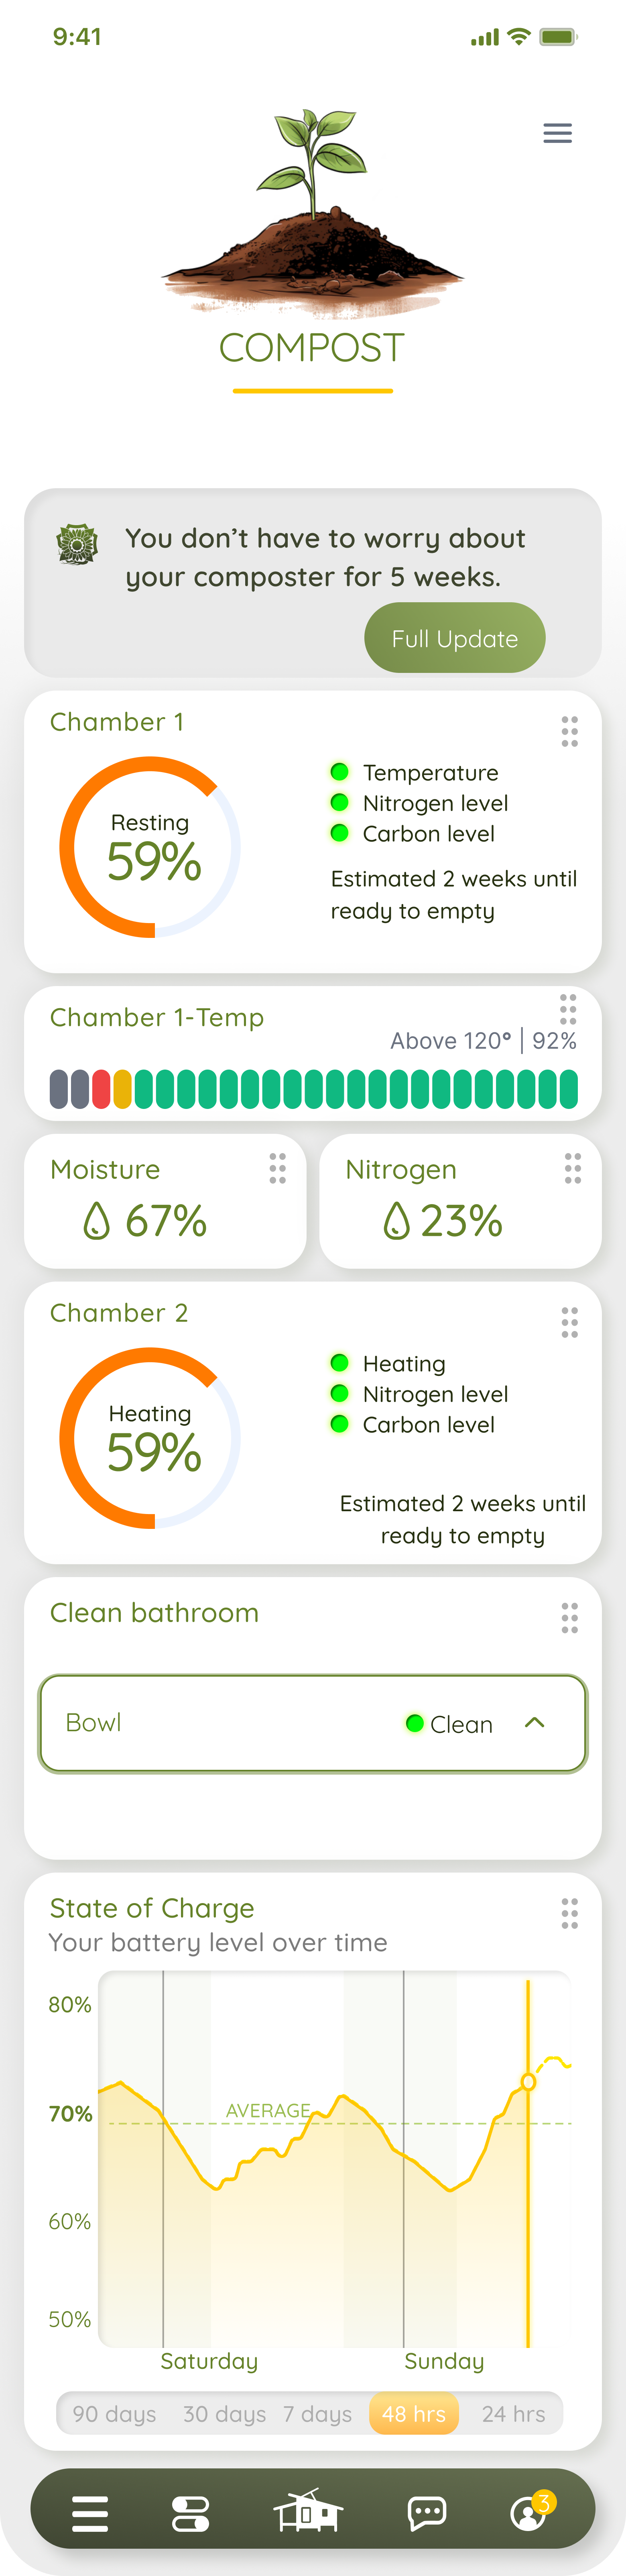 9:41
COMPOST
You don’t have to worry about
your composter for 5 weeks.
Full Update
Chamber 1
Resting
59%
Temperature
Nitrogen level
Carbon level
Estimated 2 weeks until
ready to empty
Chamber 1-Temp
Above 120° | 92%
Moisture
67%
Nitrogen
23%
Chamber 2
Heating
59%
Heating
Nitrogen level
Carbon level
Estimated 2 weeks until
ready to empty
Clean bathroom
Bowl
Clean
State of Charge
Your battery level over time
80%
70%
AVERAGE
60%
50%
Saturday Sunday
90 days 30 days 7 days 48 hrs 24 hrs
3